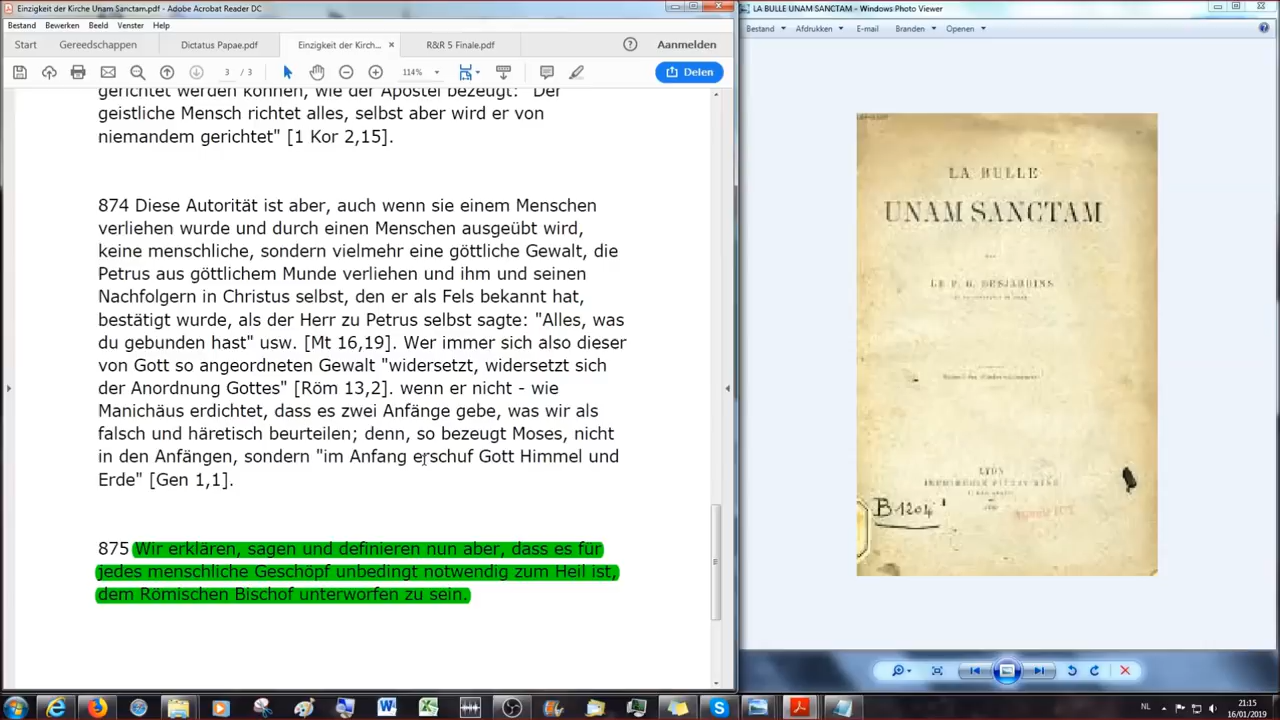 Einzigkeit der Kirche Unam Sanctam.pdf - Adobe Acrobat Reader DC
Bestand Bewerken Beeld Venster Help
Start Gereedschappen Dictatus Papae.pdf Einzigkeit der Kirch... × R&R 5 Finale.pdf Aanmelden
3 / 3 114% Delen
gerichtet werden können, wie der Apostel bezeugt: "Der
geistliche Mensch richtet alles, selbst aber wird er von
niemandem gerichtet" [1 Kor 2,15].
874 Diese Autorität ist aber, auch wenn sie einem Menschen
verliehen wurde und durch einen Menschen ausgeübt wird,
keine menschliche, sondern vielmehr eine göttliche Gewalt, die
Petrus aus göttlichem Munde verliehen und ihm und seinen
Nachfolgern in Christus selbst, den er als Fels bekannt hat,
bestätigt wurde, als der Herr zu Petrus selbst sagte: "Alles, was
du gebunden hast" usw. [Mt 16,19]. Wer immer sich also dieser
von Gott so angeordneten Gewalt "widersetzt, widersetzt sich
der Anordnung Gottes" [Röm 13,2]. wenn er nicht - wie
Manichäus erdichtet, dass es zwei Anfänge gebe, was wir als
falsch und häretisch beurteilen; denn, so bezeugt Moses, nicht
in den Anfängen, sondern "im Anfang erschuf Gott Himmel und
Erde" [Gen 1,1].
875 Wir erklären, sagen und definieren nun aber, dass es für
jedes menschliche Geschöpf unbedingt notwendig zum Heil ist,
dem Römischen Bischof unterworfen zu sein.
LA BULLE UNAM SANCTAM - Windows Photo Viewer
Bestand Afdrukken E-mail Branden Openen
LA BULLE
UNAM SANCTAM
LE P. DESJARDINS
LYON
B 1204
NL 21:15
16/01/2019